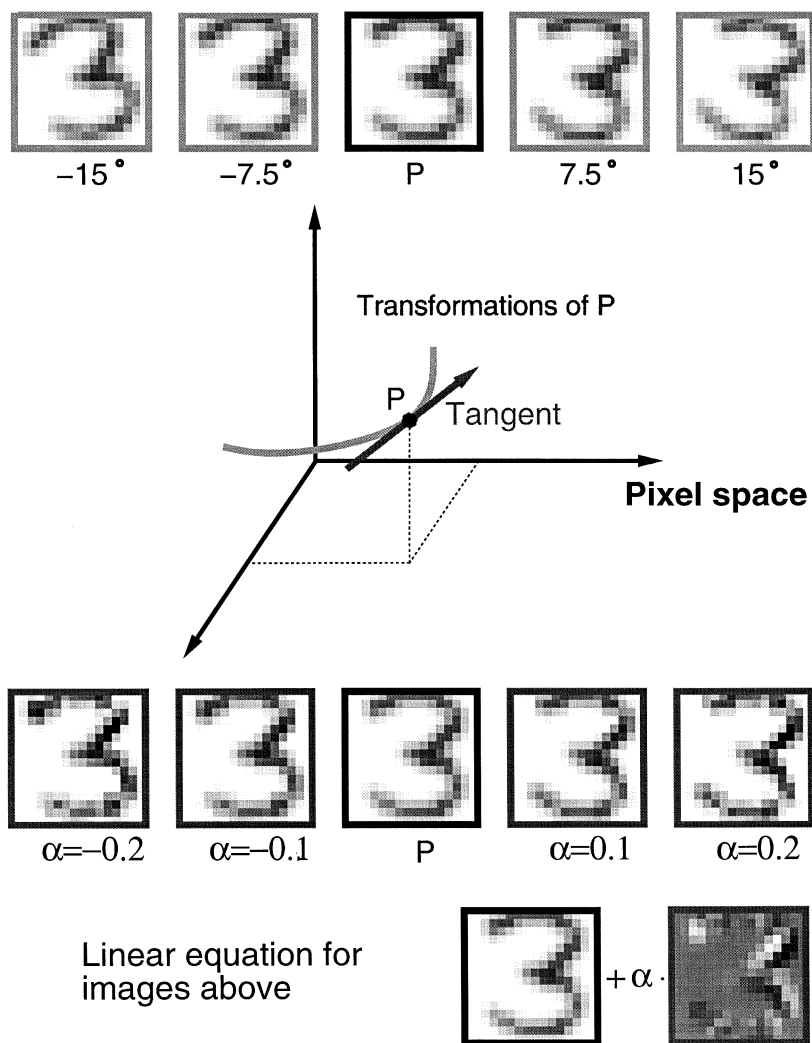 −15° −7.5° P 7.5° 15°
Transformations of P
P
Tangent
Pixel space
α=−0.2 α=−0.1 P α=0.1 α=0.2
Linear equation for
images above
+ α ·